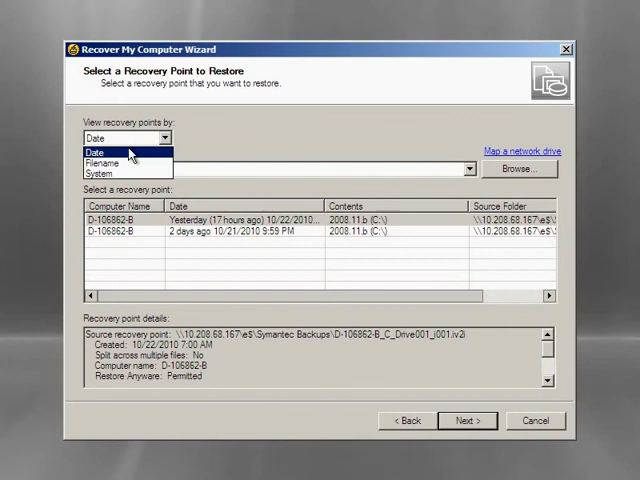 Recover My Computer Wizard
Select a Recovery Point to Restore
Select a recovery point that you want to restore.
View recovery points by:
Date
Date
Filename
System
Map a network drive
Browse...
Select a recovery point:
Computer Name Date Contents Source Folder
D-106862-B Yesterday (17 hours ago) 10/22/2010... 2008.11.b (C:\) \\10.208.68.167\e$\S
D-106862-B 2 days ago 10/21/2010 9:59 PM 2008.11.b (C:\) \\10.208.68.167\e$\S
Recovery point details:
Source recovery point: \\10.208.68.167\e$\Symantec Backups\D-106862-B_C_Drive001_i001.iv2i
Created: 10/22/2010 7:00 AM
Split across multiple files: No
Computer name: D-106862-B
Restore Anyware: Permitted
< Back
Next >
Cancel